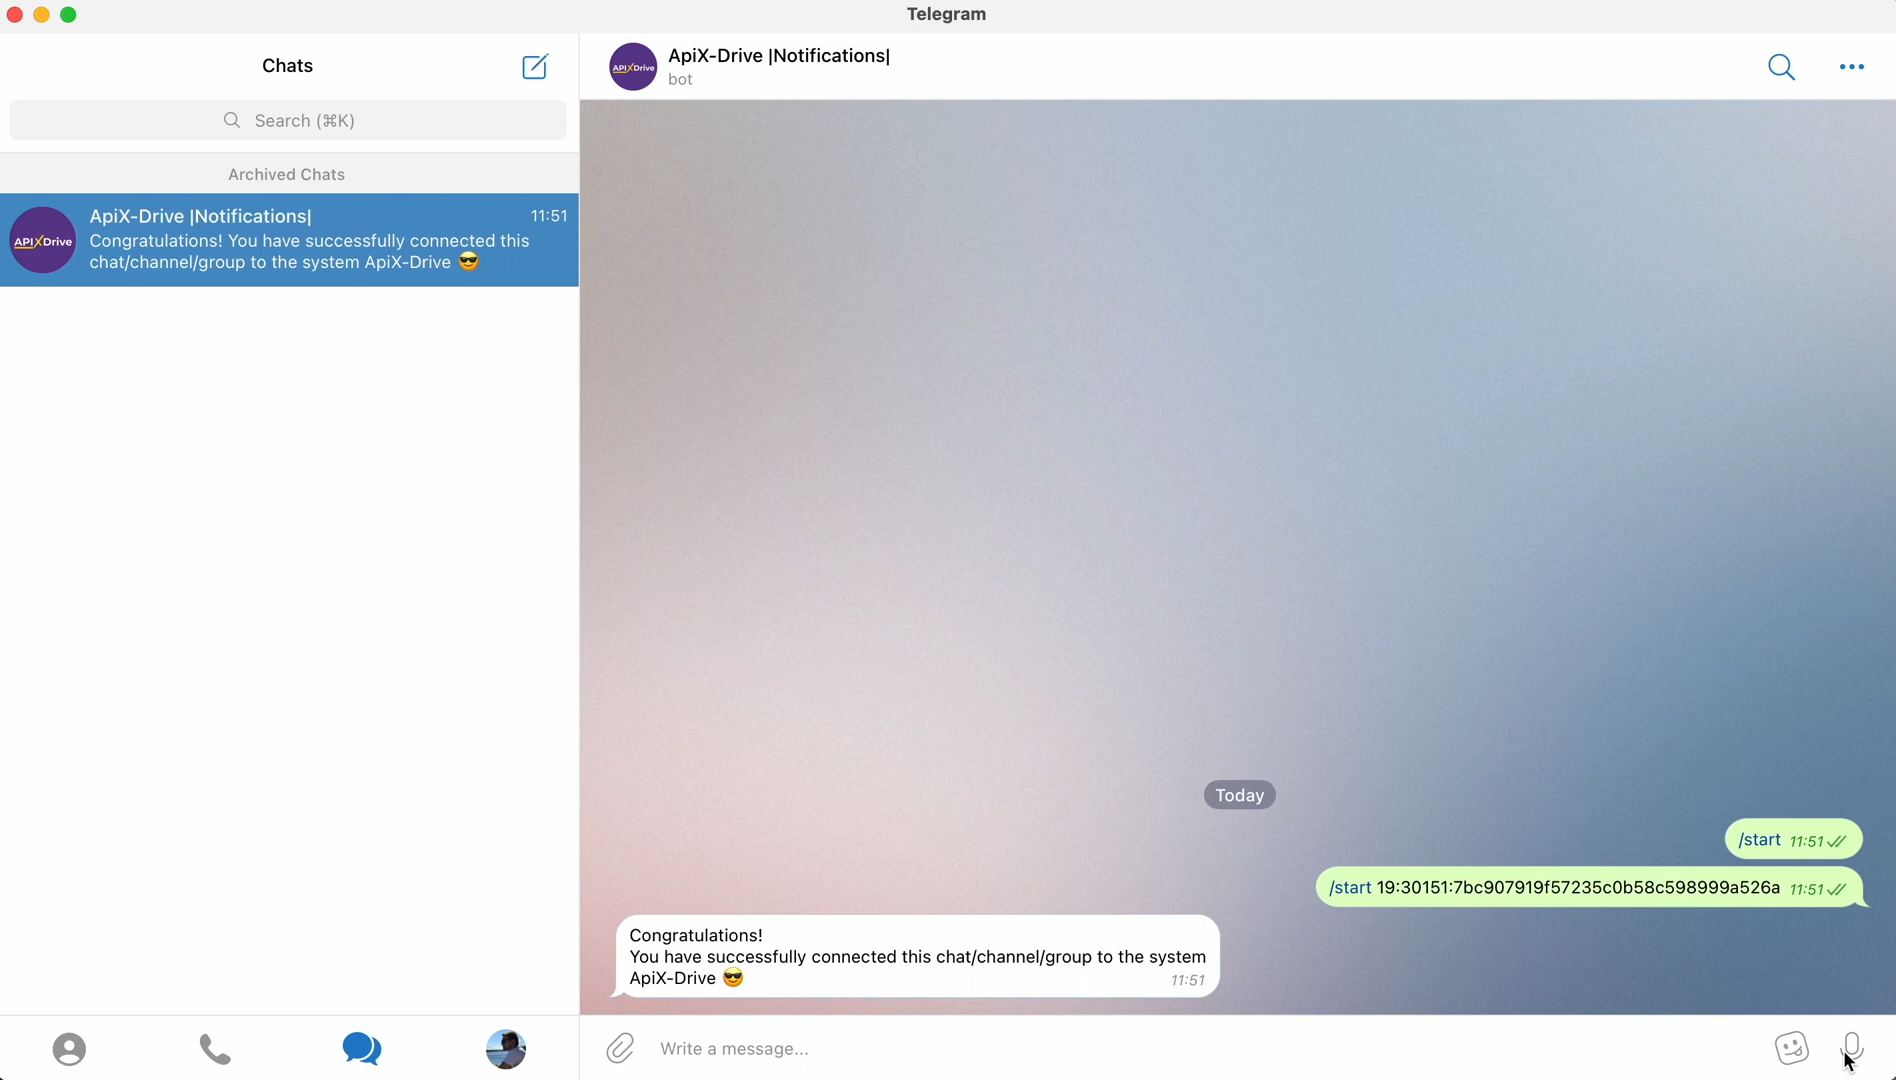 Telegram
Chats
Search (⌘K)
Archived Chats
APIXDrive
ApiX-Drive |Notifications|
11:51
Congratulations! You have successfully connected this
chat/channel/group to the system ApiX-Drive 😎
APIXDrive
ApiX-Drive |Notifications|
bot
Today
/start 11:51
/start 19:30151:7bc907919f57235c0b58c598999a526a 11:51
Congratulations!
You have successfully connected this chat/channel/group to the system
ApiX-Drive 😎 11:51
Write a message...